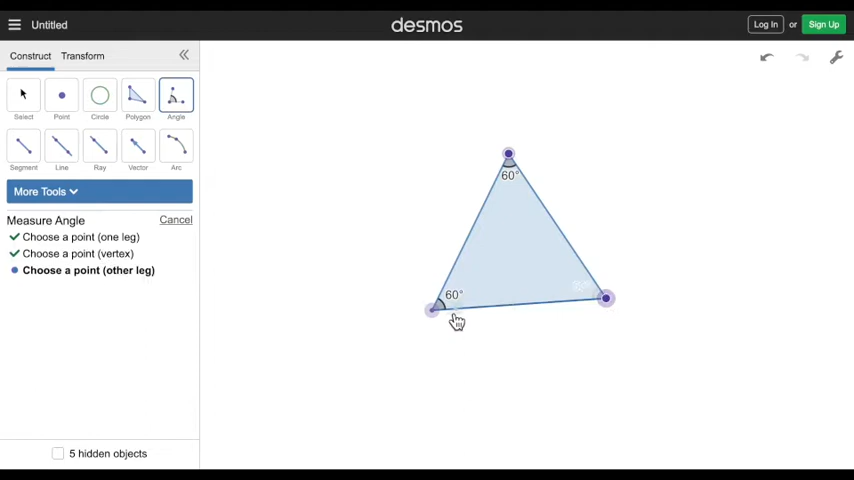 Untitled
desmos
Log In or Sign Up
Construct Transform
Select Point Circle Polygon Angle
Segment Line Ray Vector Arc
More Tools
Measure Angle Cancel
Choose a point (one leg)
Choose a point (vertex)
Choose a point (other leg)
60°
60°
5 hidden objects